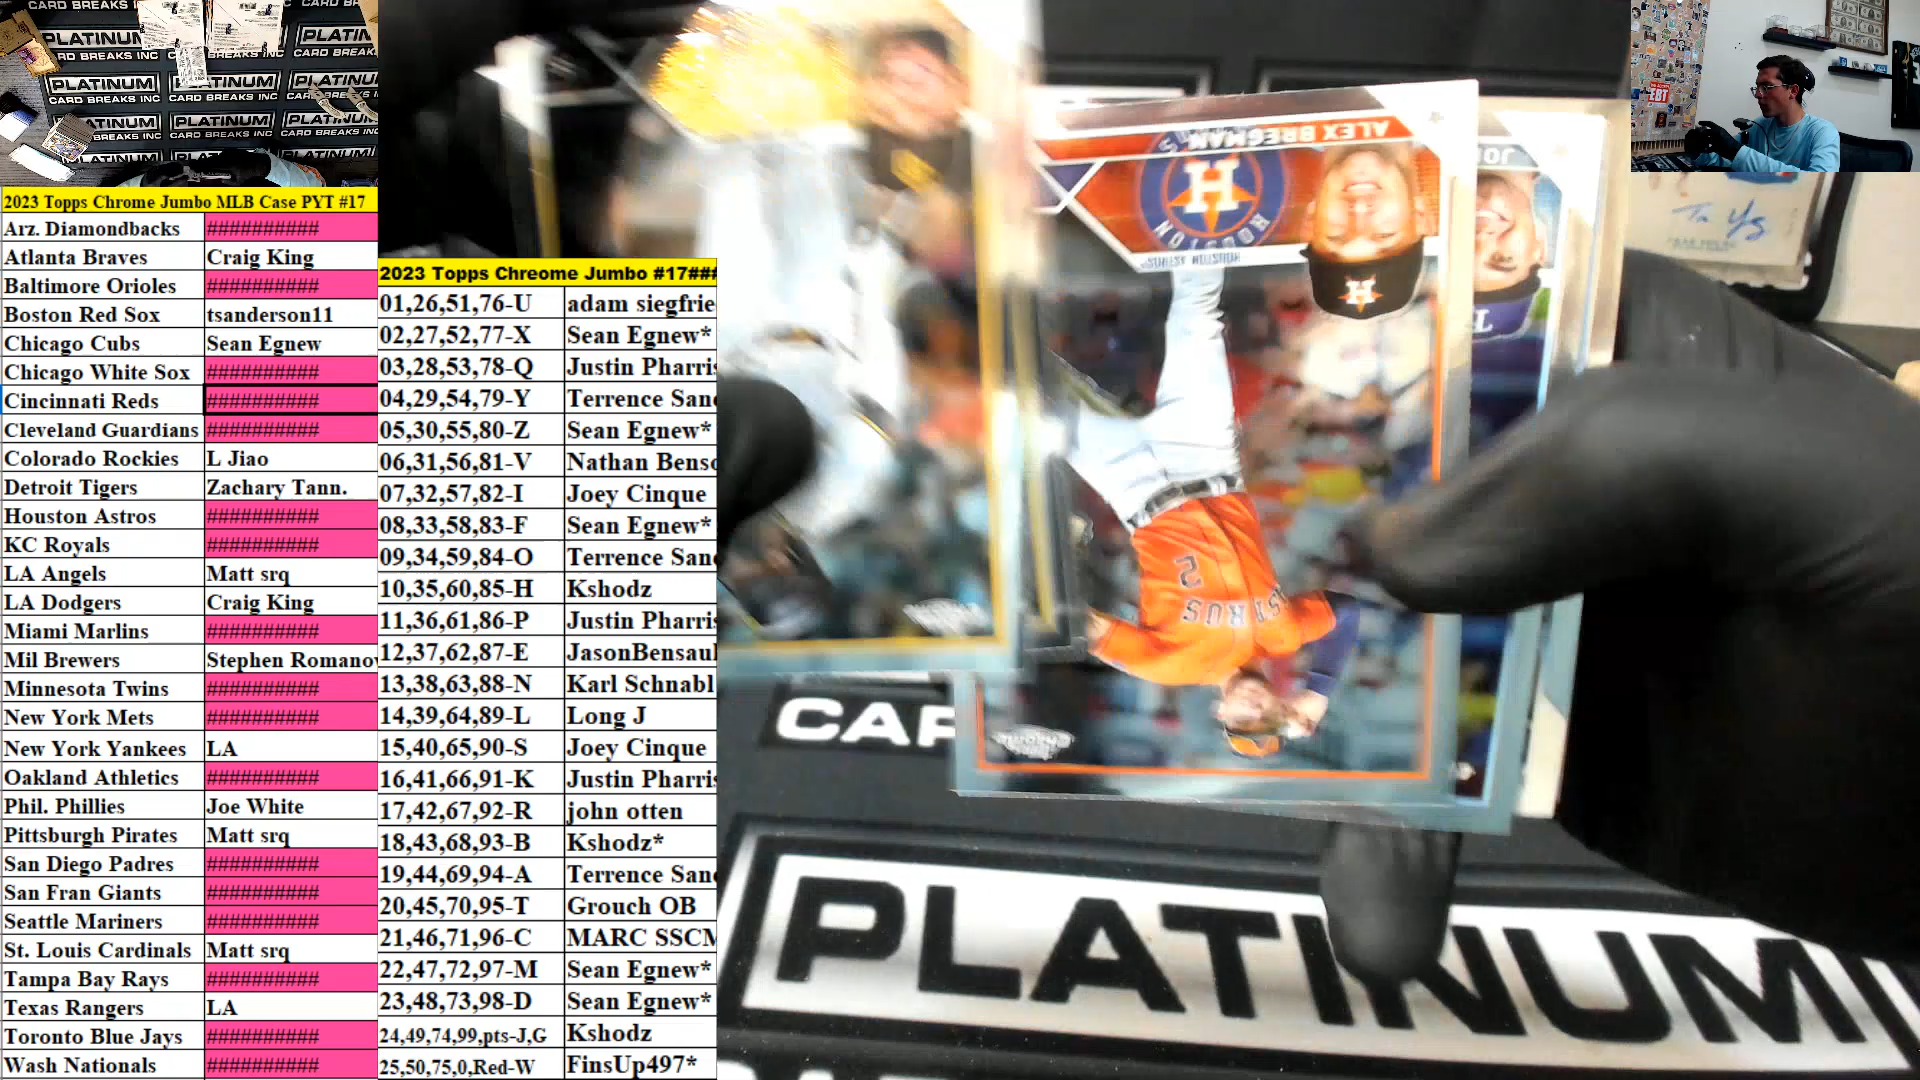 2023 Topps Chrome Jumbo MLB Case PYT #17
Arz. Diamondbacks ##########
Atlanta Braves Craig King
Baltimore Orioles ##########
Boston Red Sox tsanderson11
Chicago Cubs Sean Egnew
Chicago White Sox ##########
Cincinnati Reds ##########
Cleveland Guardians ##########
Colorado Rockies L Jiao
Detroit Tigers Zachary Tann.
Houston Astros ##########
KC Royals ##########
LA Angels Matt srq
LA Dodgers Craig King
Miami Marlins ##########
Mil Brewers Stephen Romanov
Minnesota Twins ##########
New York Mets ##########
New York Yankees LA
Oakland Athletics ##########
Phil. Phillies Joe White
Pittsburgh Pirates Matt srq
San Diego Padres ##########
San Fran Giants ##########
Seattle Mariners ##########
St. Louis Cardinals Matt srq
Tampa Bay Rays ##########
Texas Rangers LA
Toronto Blue Jays ##########
Wash Nationals ##########
2023 Topps Chreome Jumbo #17###
01,26,51,76-U adam siegfrie
02,27,52,77-X Sean Egnew*
03,28,53,78-Q Justin Pharris
04,29,54,79-Y Terrence Sand
05,30,55,80-Z Sean Egnew*
06,31,56,81-V Nathan Benso
07,32,57,82-I Joey Cinque
08,33,58,83-F Sean Egnew*
09,34,59,84-O Terrence Sand
10,35,60,85-H Kshodz
11,36,61,86-P Justin Pharris
12,37,62,87-E JasonBensaul
13,38,63,88-N Karl Schnabl
14,39,64,89-L Long J
15,40,65,90-S Joey Cinque
16,41,66,91-K Justin Pharris
17,42,67,92-R john otten
18,43,68,93-B Kshodz*
19,44,69,94-A Terrence Sand
20,45,70,95-T Grouch OB
21,46,71,96-C MARC SSCM
22,47,72,97-M Sean Egnew*
23,48,73,98-D Sean Egnew*
24,49,74,99,pts-J,G Kshodz
25,50,75,0,Red-W FinsUp497*
PLATINUM
CARD BREAKS INC
ALEX BREGMAN
H
HOUSTON
HOUSTON ASTROS
2
EBT
CAR
PLATINUM